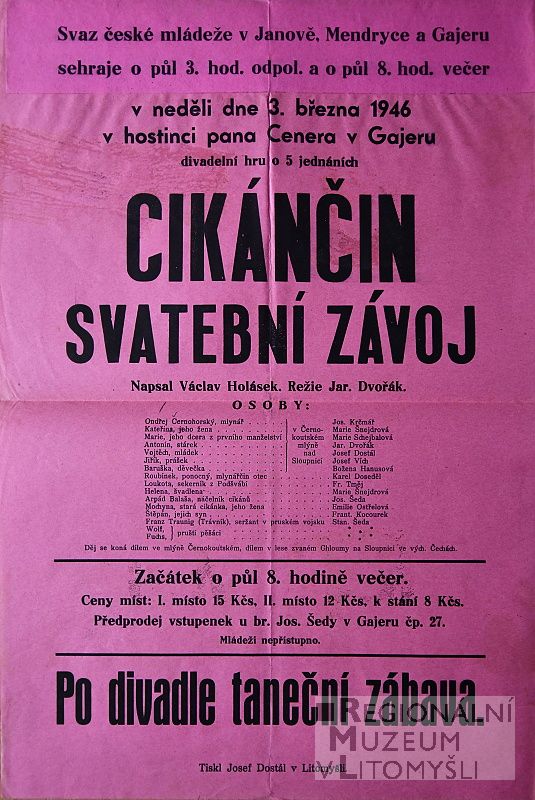 Svaz české mládeže v Janově, Mendryce a Gajeru
sehraje o půl 3. hod. odpol. a o půl 8. hod. večer
v neděli dne 3. března 1946
v hostinci pana Cenera v Gajeru
divadelní hru o 5 jednáních
CIKÁNČIN
SVATEBNÍ ZÁVOJ
Napsal Václav Holásek. Režie Jar. Dvořák.
OSOBY:
Ondřej Černohorský, mlynář . . . . Jos. Krčmář
Kateřina, jeho žena . . . . v Černo- Fr. Šnejdrová
Marie, jeho dcera z prvního manželství koutském Marie Schejbalová
Antonín, stárek . . . . mlýně Jar. Dvořák
Vojtěch, mládek . . . . nad Josef Dostál
Jiřík, prášek . . . . Sloupnicí Josef Vích
Baruška, děvečka . . . . Božena Hanusová
Roubínek, ponocný, mlynářčin otec . . . . Karel Doseděl
Loukota, sekerník z Podšvábí . . . . Fr. Tměj
Helena, švadlena . . . . Marie Šnejdrová
Arpád Balaša, náčelník cikánů . . . . Jos. Šeda
Mochyna, stará cikánka, jeho žena . . . . Emilie Ostřelová
Štěpán, jejich syn . . . . Frant. Kocourek
Franz Traunig (Trávník), seržant v pruském vojsku Stan. Šeda
Wolf, } pruští pěšáci . . . . * * *
Fuchs, . . . . * * *
Děj se koná dílem ve mlýně Černokoutském, dílem v lese zvaném Chloumy na Sloupnici ve vých. Čechách.
Začátek o půl 8. hodině večer.
Ceny míst: I. místo 15 Kčs, II. místo 12 Kčs, k stání 8 Kčs.
Předprodej vstupenek u br. Jos. Šedy v Gajeru čp. 27.
Mládeži nepřístupno.
Po divadle taneční zábava.
Tiskl Josef Dostál v Litomyšli.
REGIONÁLNÍ
MUZEUM
V LITOMYŠLI